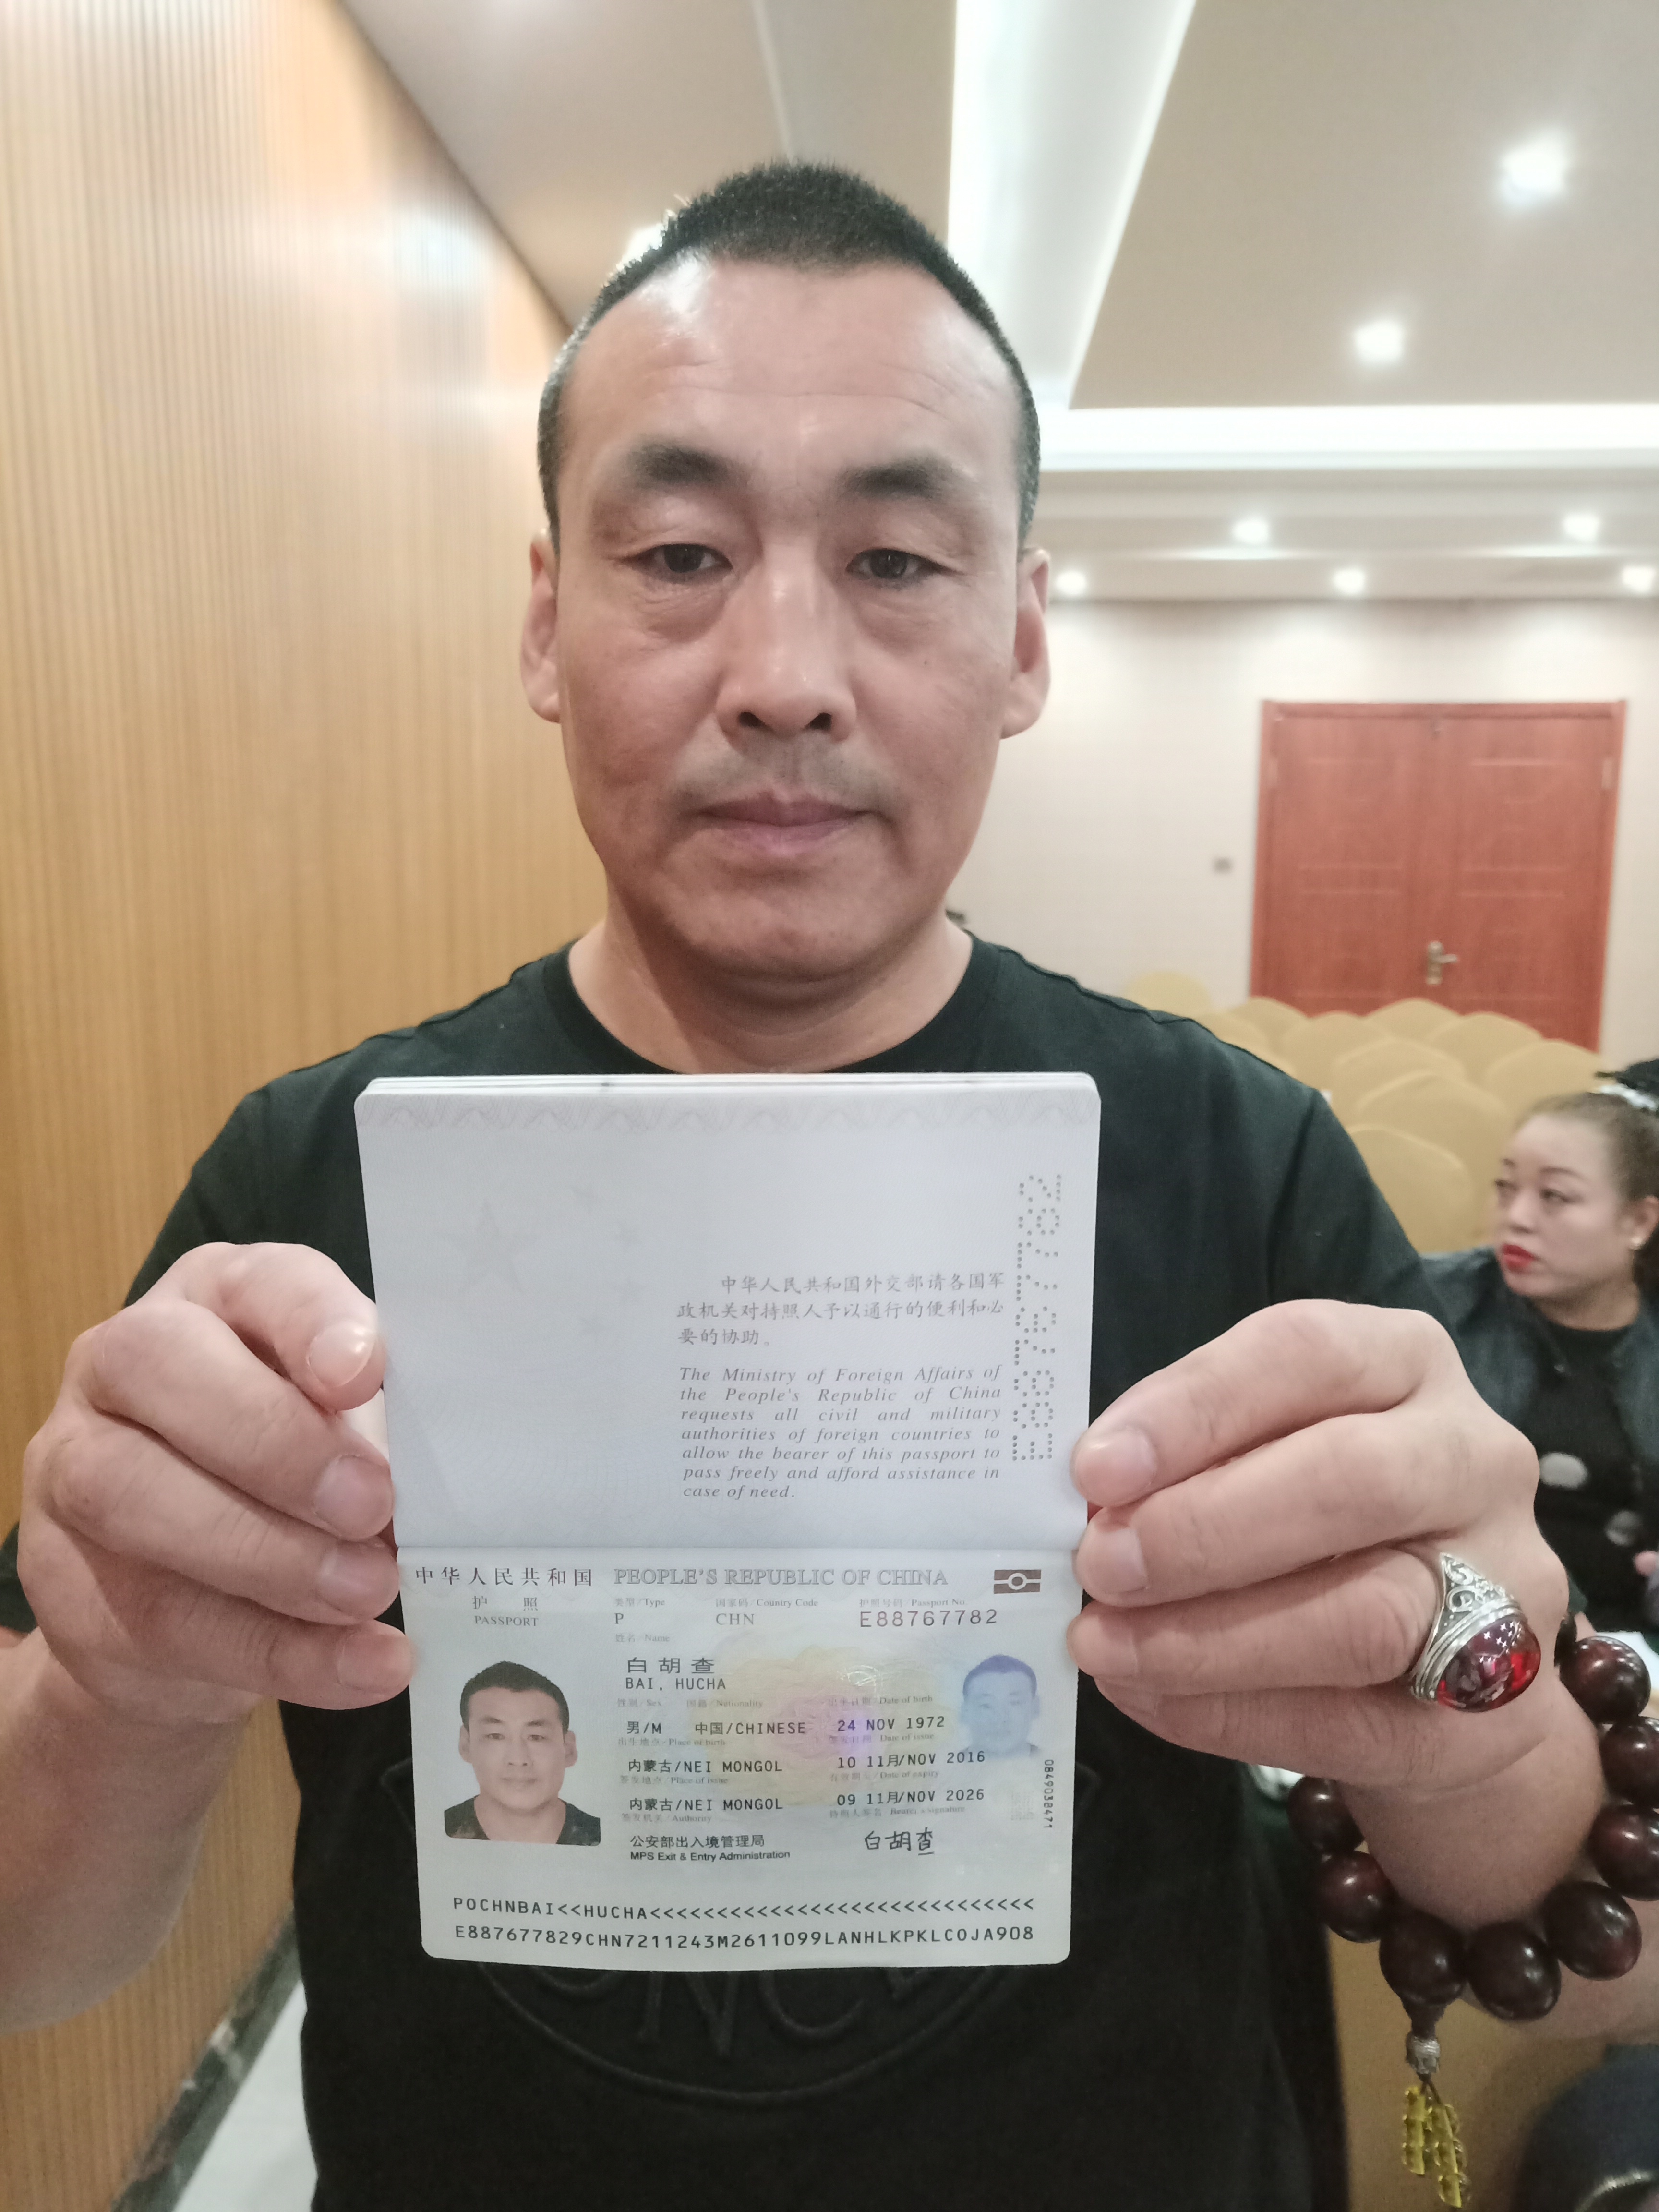 中华人民共和国外交部请各国军
政机关对持照人予以通行的便利和必
要的协助。
The Ministry of Foreign Affairs of
the People's Republic of China
requests all civil and military
authorities of foreign countries to
allow the bearer of this passport to
pass freely and afford assistance in
case of need.
E88767782
中华人民共和国 PEOPLE'S REPUBLIC OF CHINA
护照
PASSPORT
类型/Type 国家码/Country Code 护照号码/Passport No.
P CHN E88767782
姓名/Name
白胡查
BAI, HUCHA
性别/Sex 国籍/Nationality 出生日期/Date of birth
男/M 中国/CHINESE 24 NOV 1972
出生地点/Place of birth 签发日期/Date of issue
内蒙古/NEI MONGOL 10 11月/NOV 2016
签发地点/Place of issue 有效期至/Date of expiry
内蒙古/NEI MONGOL 09 11月/NOV 2026
签发机关/Authority 持照人签名/Bearer's signature
公安部出入境管理局
MPS Exit & Entry Administration
白胡查
0849038471
POCHNBAI<<HUCHA<<<<<<<<<<<<<<<<<<<<<<<<<<<<<
E887677829CHN7211243M2611099LANHLKPKLCOJA908